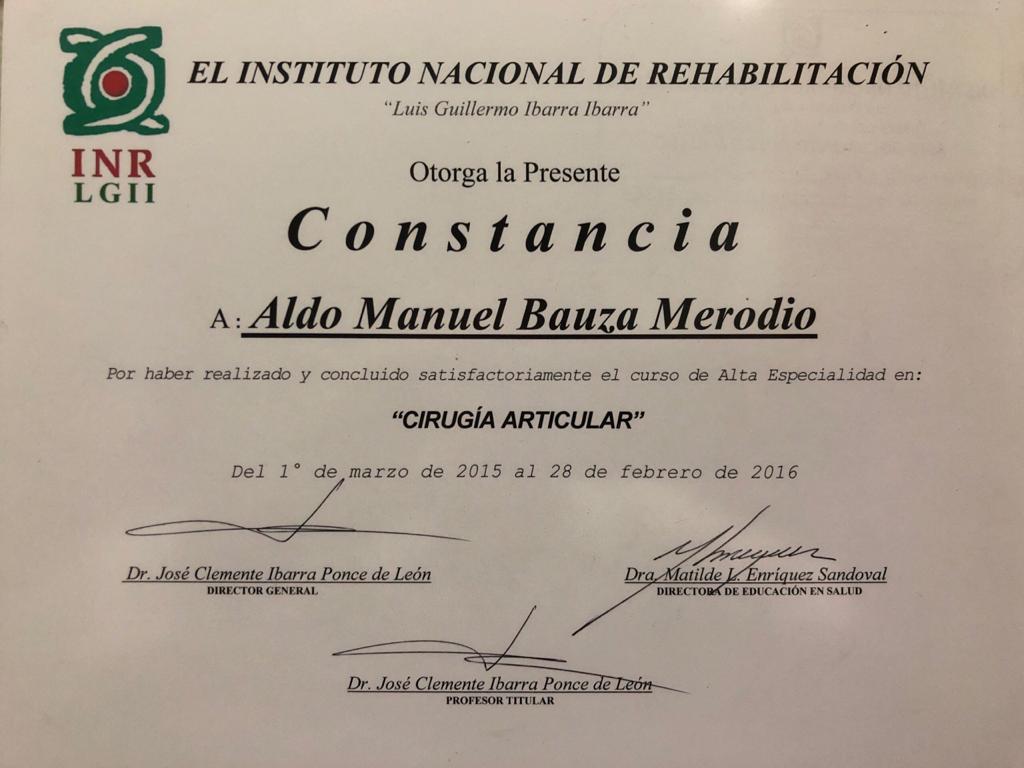 EL INSTITUTO NACIONAL DE REHABILITACIÓN
"Luis Guillermo Ibarra Ibarra"
INR
LGII
Otorga la Presente
Constancia
A: Aldo Manuel Bauza Merodio
Por haber realizado y concluido satisfactoriamente el curso de Alta Especialidad en:
"CIRUGÍA ARTICULAR"
Del 1° de marzo de 2015 al 28 de febrero de 2016
Dr. José Clemente Ibarra Ponce de León
DIRECTOR GENERAL
Dra. Matilde L. Enríquez Sandoval
DIRECTORA DE EDUCACIÓN EN SALUD
Dr. José Clemente Ibarra Ponce de León
PROFESOR TITULAR